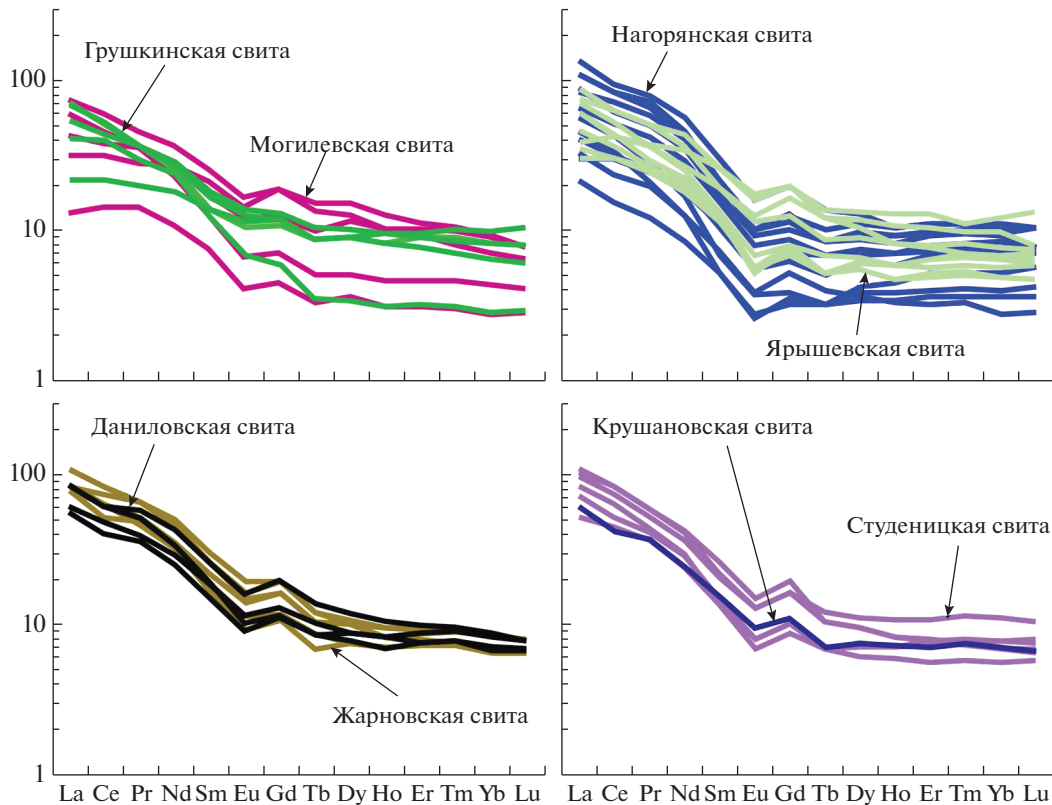 Грушкинская свита
Могилевская свита
100
10
1
Нагорянская свита
Ярышевская свита
Даниловская свита
Жарновская свита
100
10
1
La Ce Pr Nd Sm Eu Gd Tb Dy Ho Er Tm Yb Lu
Крушановская свита
Студеницкая свита
La Ce Pr Nd Sm Eu Gd Tb Dy Ho Er Tm Yb Lu